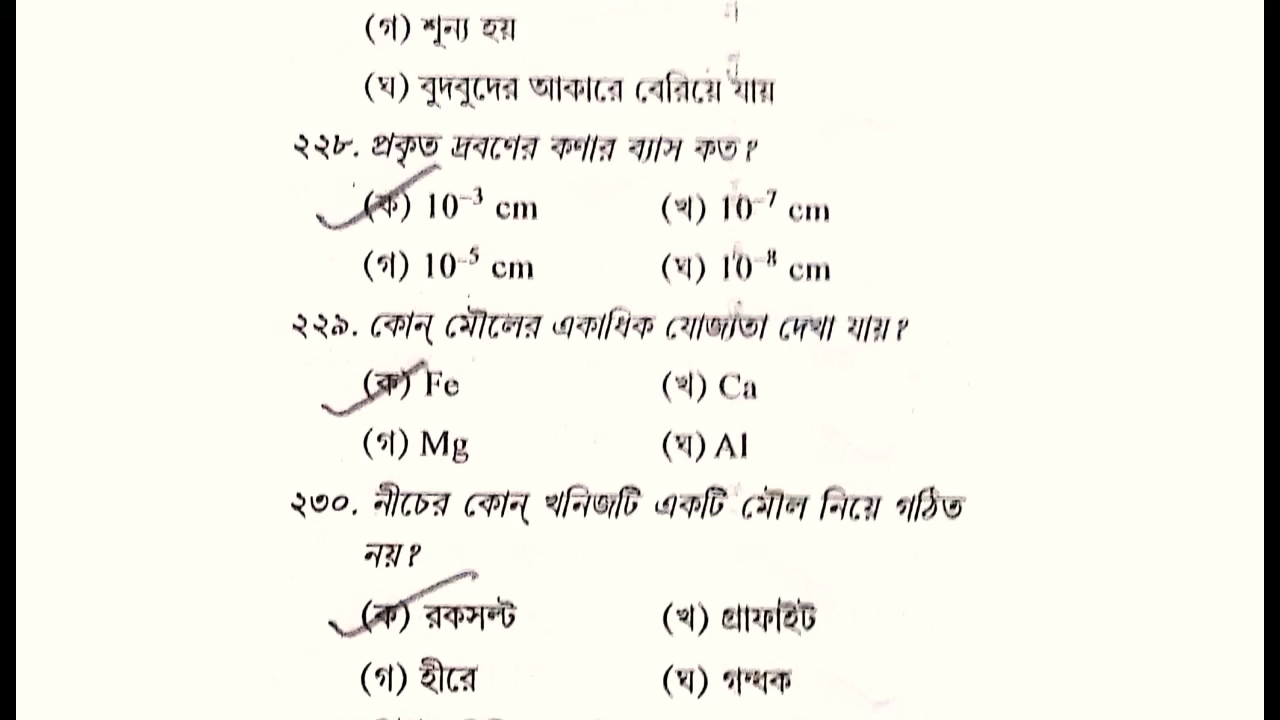 (গ) শূন্য হয়
(ঘ) বুদবুদের আকারে বেরিয়ে যায়
২২৮. প্রকৃত দ্রবণের কণার ব্যাস কত?
(ক) 10⁻³ cm (খ) 10⁻⁷ cm
(গ) 10⁻⁵ cm (ঘ) 10⁻⁸ cm
২২৯. কোন্ মৌলের একাধিক যোজ্যতা দেখা যায়?
(ক) Fe (খ) Ca
(গ) Mg (ঘ) Al
২৩০. নীচের কোন্ খনিজটি একটি মৌল নিয়ে গঠিত
নয়?
(ক) রকসল্ট (খ) গ্রাফাইট
(গ) হীরে (ঘ) গন্ধক